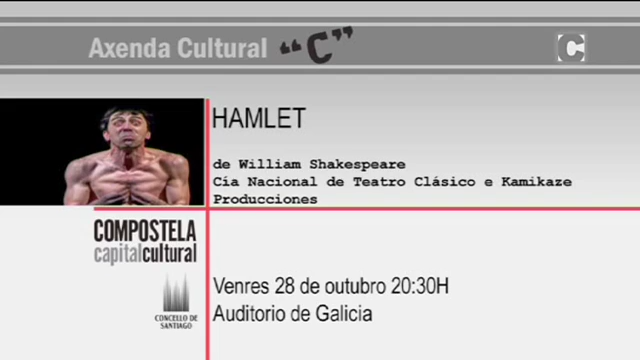 Axenda Cultural "C"
C
HAMLET
de William Shakespeare
Cía Nacional de Teatro Clásico e Kamikaze
Producciones
COMPOSTELA
capitalcultural
Venres 28 de outubro 20:30H
Auditorio de Galicia
CONCELLO DE
SANTIAGO